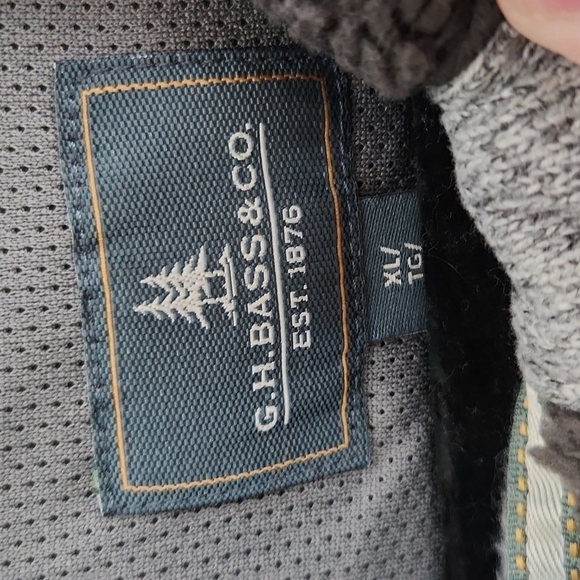 G.H.BASS & CO.
EST. 1876
XL/
TG/